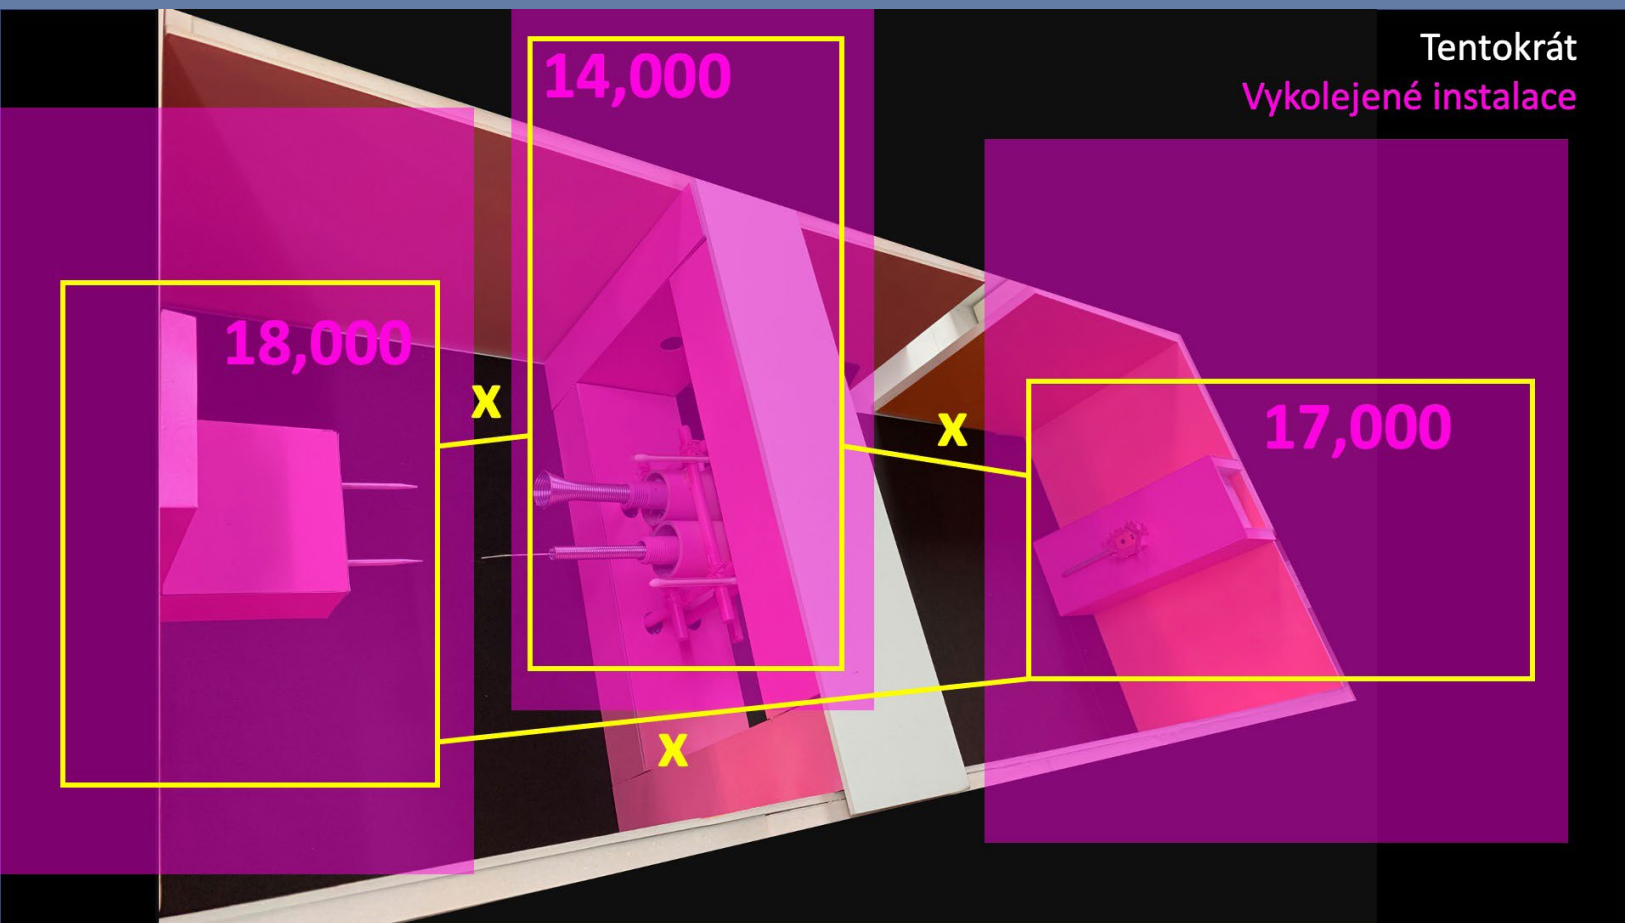 Tentokrát
Vykolejené instalace
14,000
18,000
17,000
X
X
X